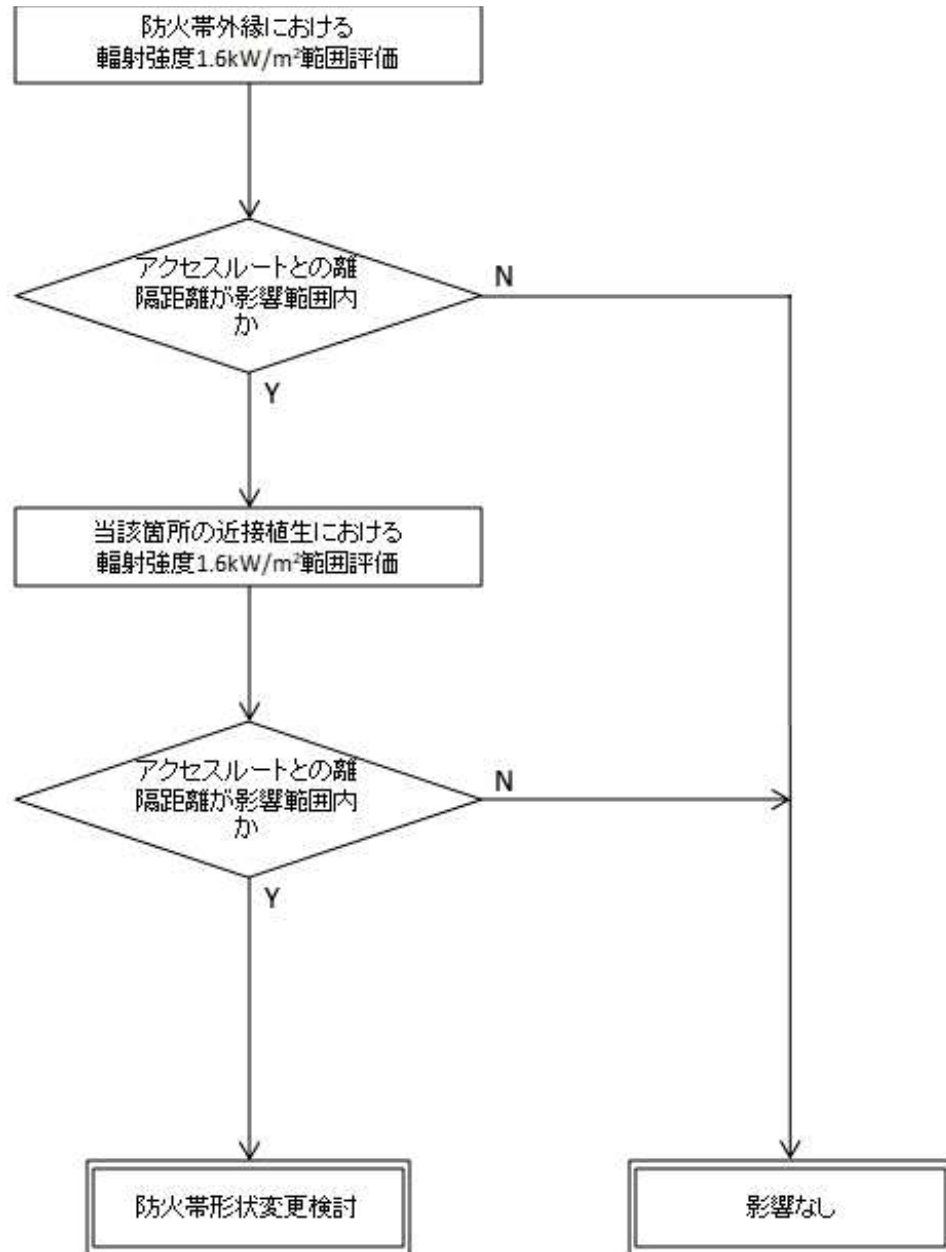 防火帯外縁における
輻射強度1.6kW/m²範囲評価
アクセスルートとの離
隔距離が影響範囲内
か
N
Y
当該箇所の近接植生における
輻射強度1.6kW/m²範囲評価
アクセスルートとの離
隔距離が影響範囲内
か
N
Y
防火帯形状変更検討
影響なし